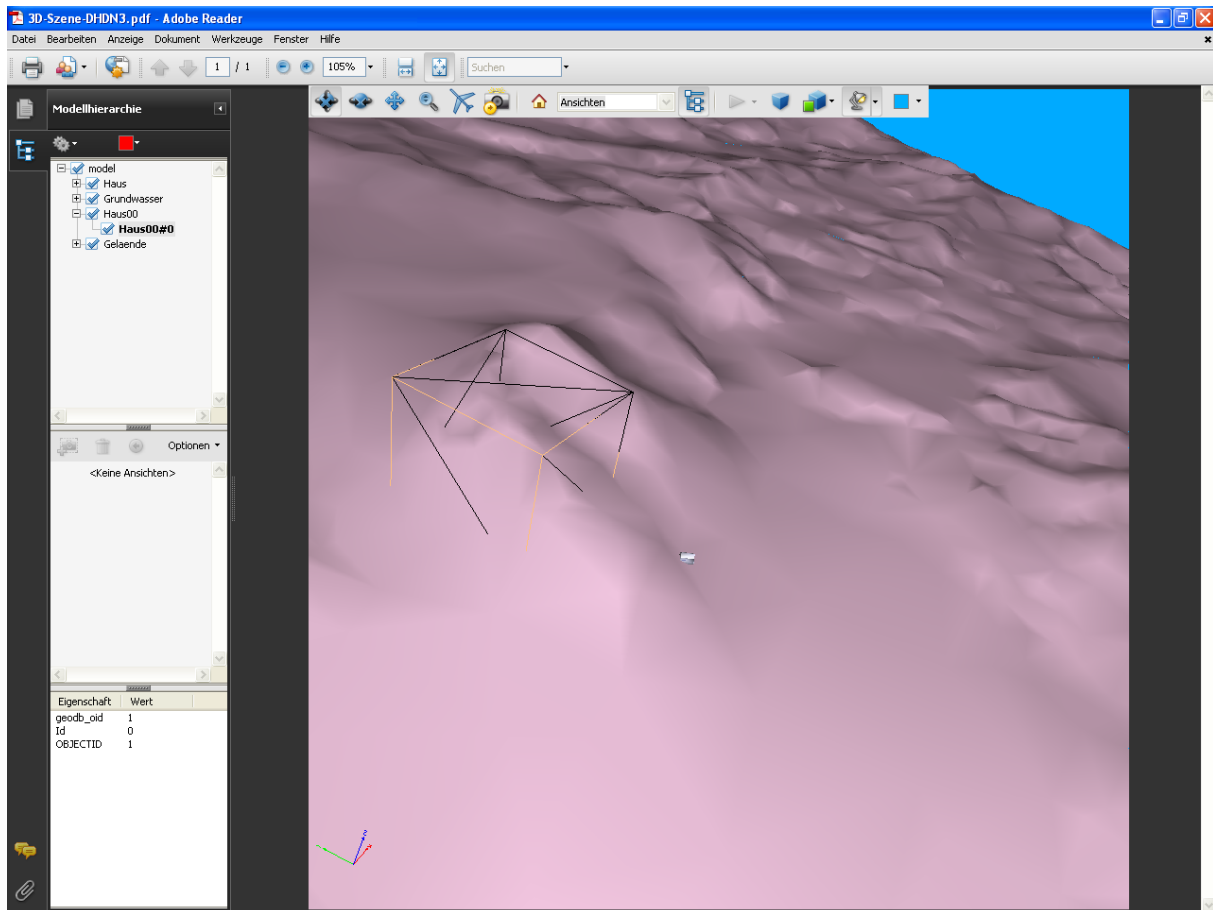 3D-Szene-DHDN3.pdf - Adobe Reader
Datei Bearbeiten Anzeige Dokument Werkzeuge Fenster Hilfe
1 / 1 105% Suchen
Modellhierarchie
Ansichten
model
Haus
Grundwasser
Haus00
Haus00#0
Gelaende
Optionen
<Keine Ansichten>
Eigenschaft Wert
geodb_oid 1
Id 0
OBJECTID 1
z